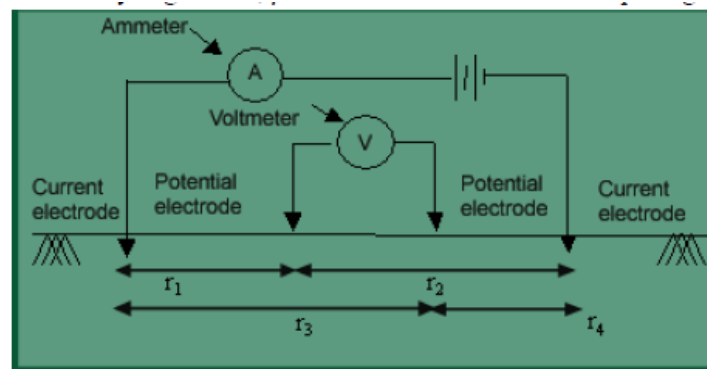 Ammeter
A
Voltmeter
V
Current
electrode
Potential
electrode
Potential
electrode
Current
electrode
r1
r2
r3
r4